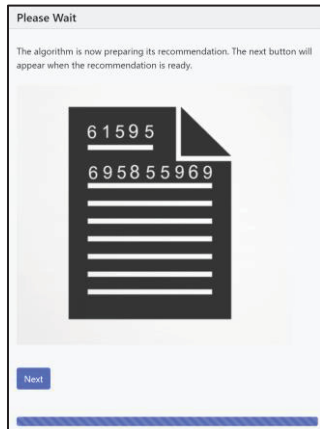 Please Wait
The algorithm is now preparing its recommendation. The next button will
appear when the recommendation is ready.
61595
695855969
Next